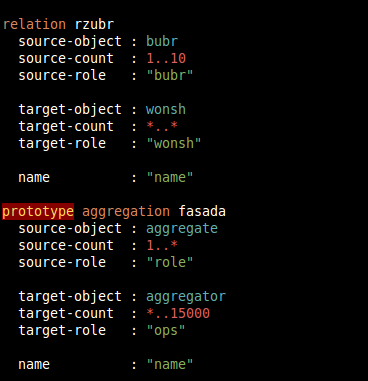 relation rzubr
source-object : bubr
source-count : 1..10
source-role : "bubr"
target-object : wonsh
target-count : *..*
target-role : "wonsh"
name : "name"
prototype aggregation fasada
source-object : aggregate
source-count : 1..*
source-role : "role"
target-object : aggregator
target-count : *..15000
target-role : "ops"
name : "name"